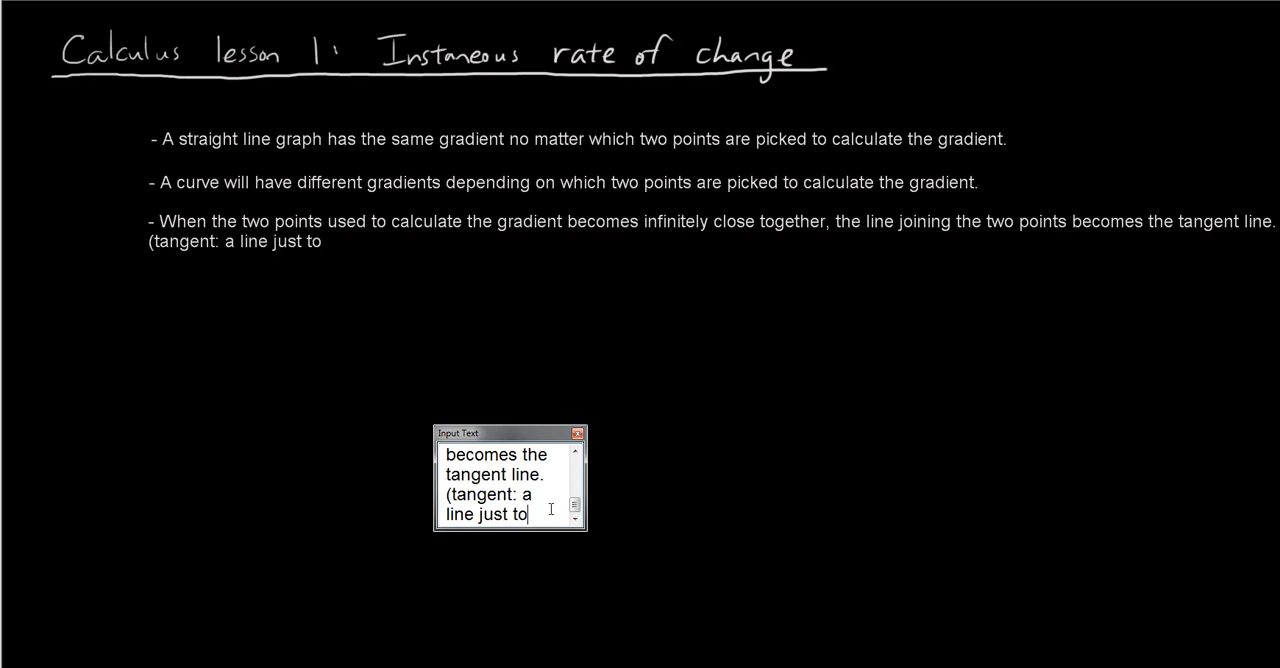 Calculus lesson 1: Instaneous rate of change
- A straight line graph has the same gradient no matter which two points are picked to calculate the gradient.
- A curve will have different gradients depending on which two points are picked to calculate the gradient.
- When the two points used to calculate the gradient becomes infinitely close together, the line joining the two points becomes the tangent line.
(tangent: a line just to
Input Text
becomes the
tangent line.
(tangent: a
line just to